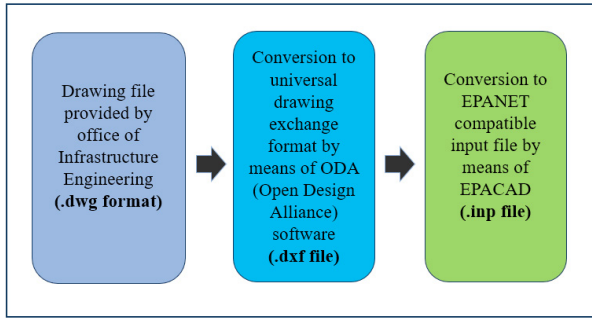 Drawing file
provided by
office of
Infrastructure
Engineering
(.dwg format)
Conversion to
universal
drawing
exchange
format by
means of ODA
(Open Design
Alliance)
software
(.dxf file)
Conversion to
EPANET
compatible
input file by
means of
EPACAD
(.inp file)